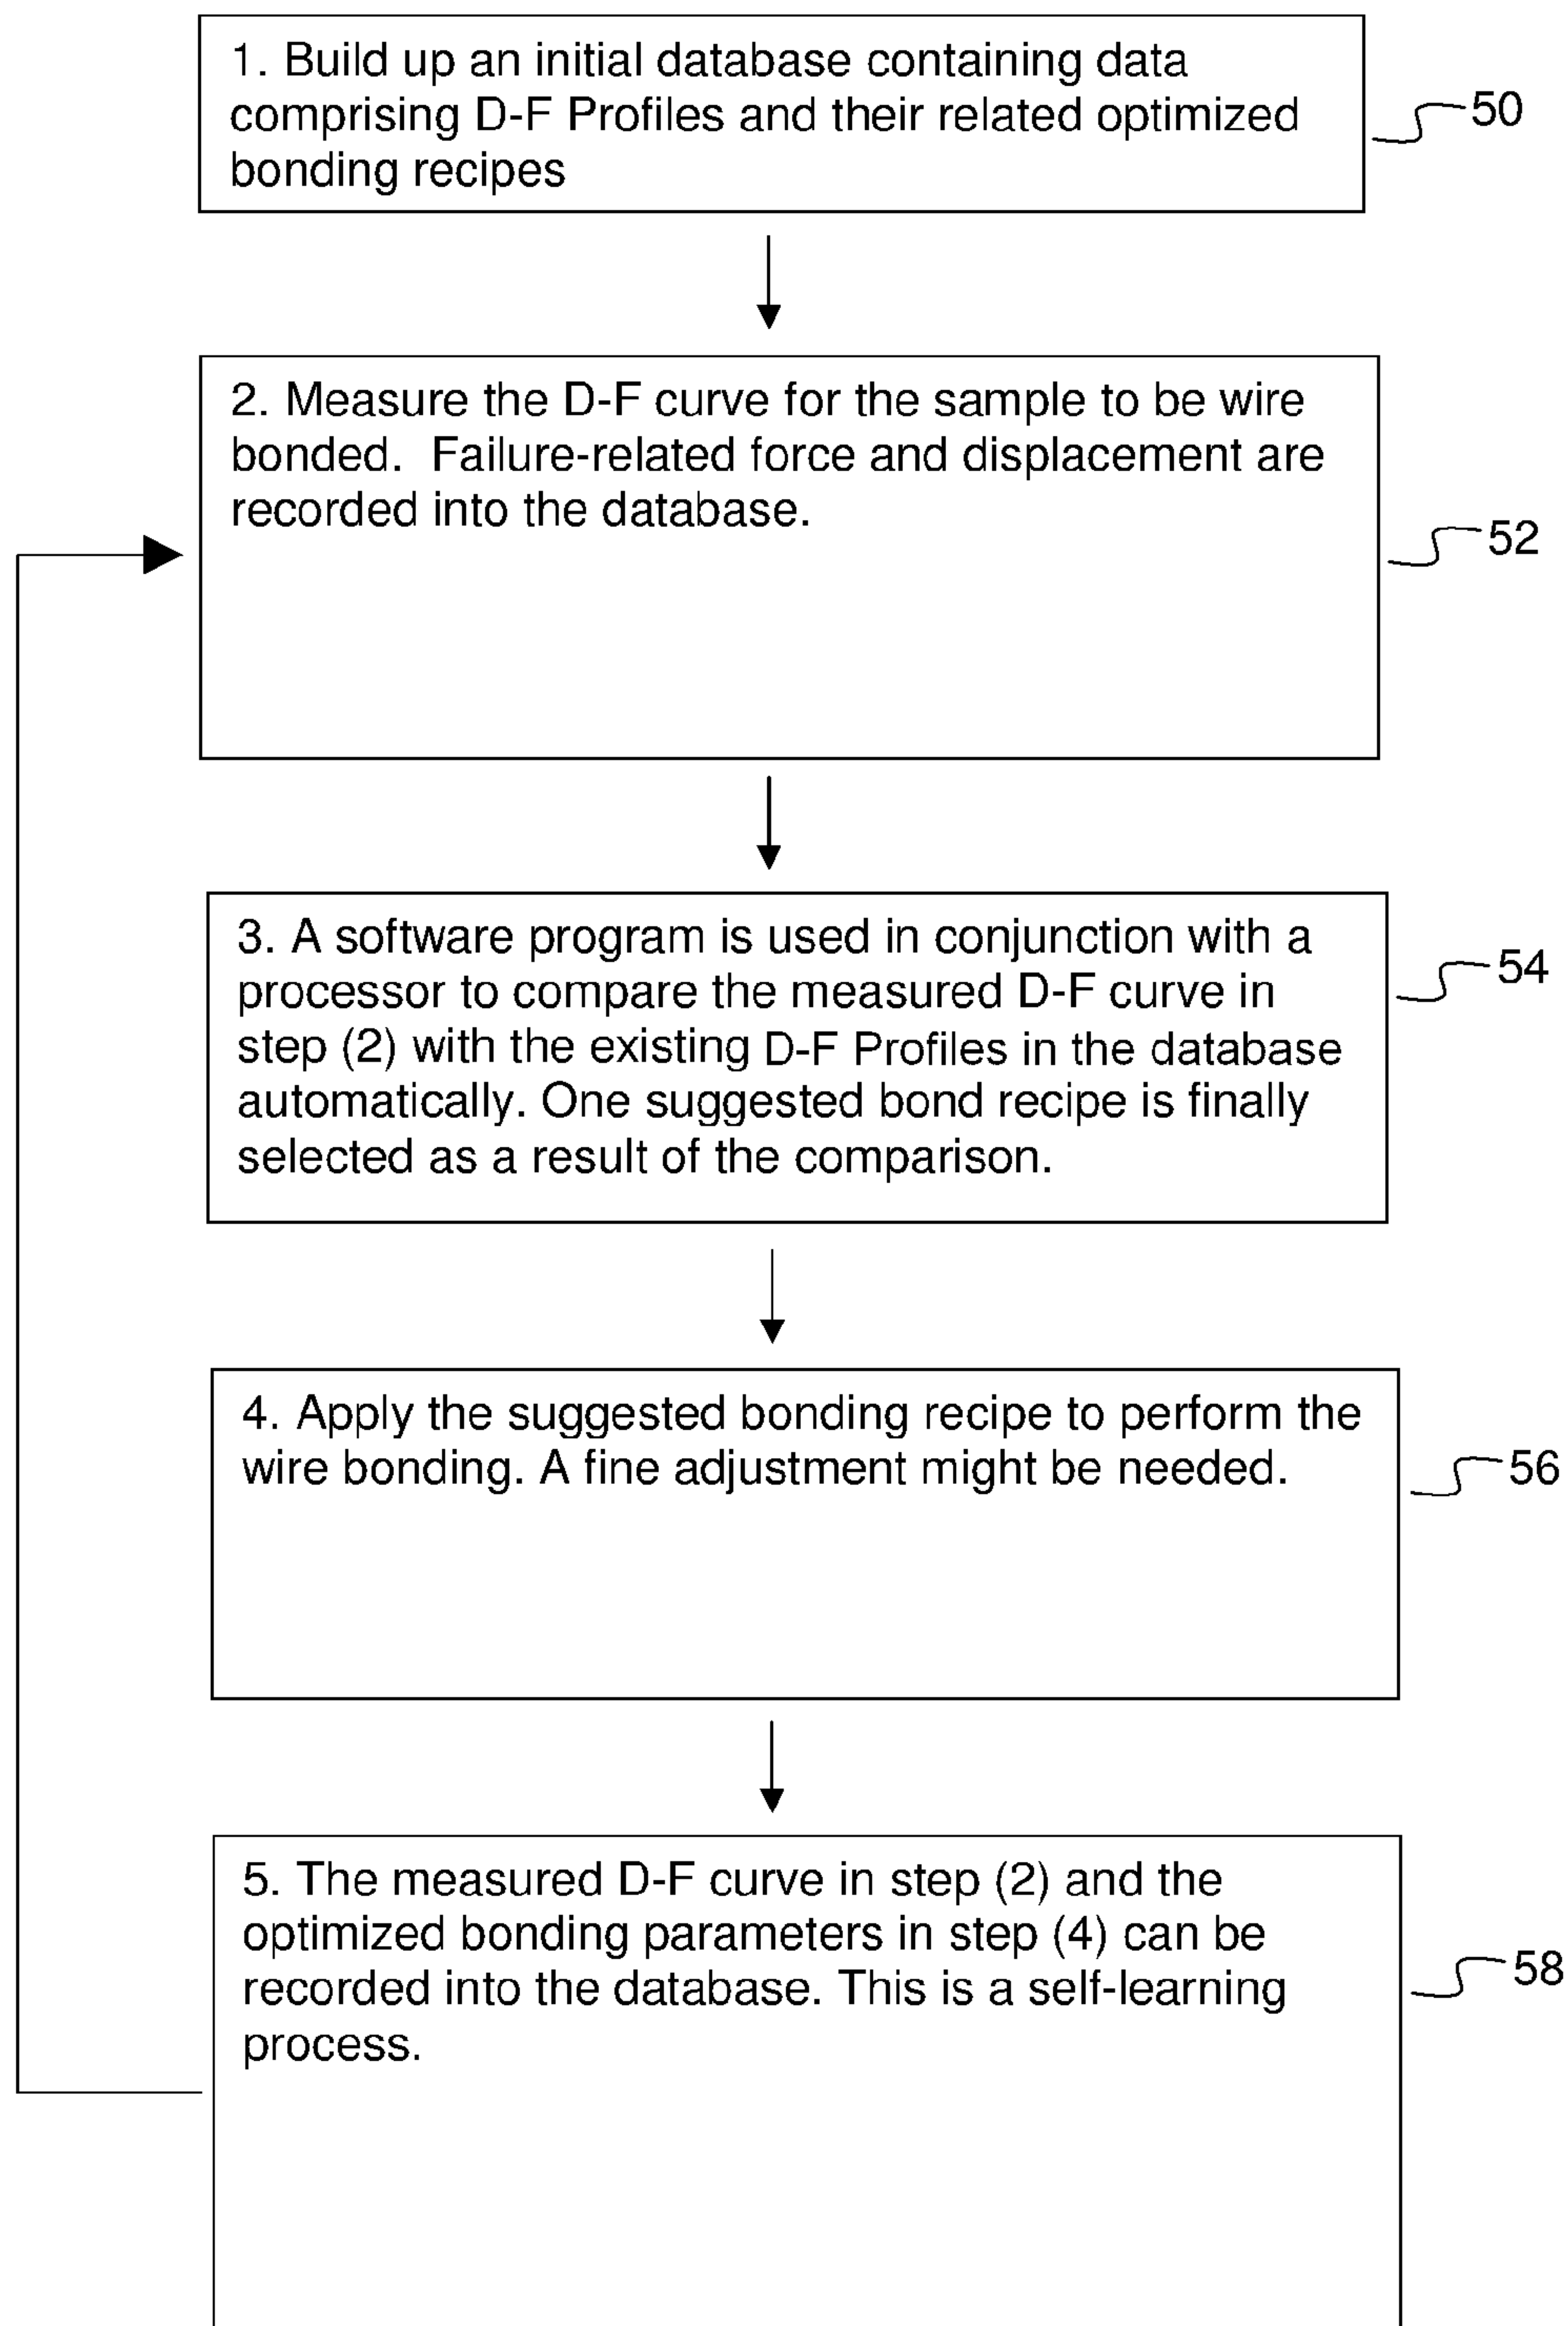 1. Build up an initial database containing data
comprising D-F Profiles and their related optimized
bonding recipes
50
2. Measure the D-F curve for the sample to be wire
bonded.  Failure-related force and displacement are
recorded into the database.
52
3. A software program is used in conjunction with a
processor to compare the measured D-F curve in
step (2) with the existing D-F Profiles in the database
automatically. One suggested bond recipe is finally
selected as a result of the comparison.
54
4. Apply the suggested bonding recipe to perform the
wire bonding. A fine adjustment might be needed.
56
5. The measured D-F curve in step (2) and the
optimized bonding parameters in step (4) can be
recorded into the database. This is a self-learning
process.
58